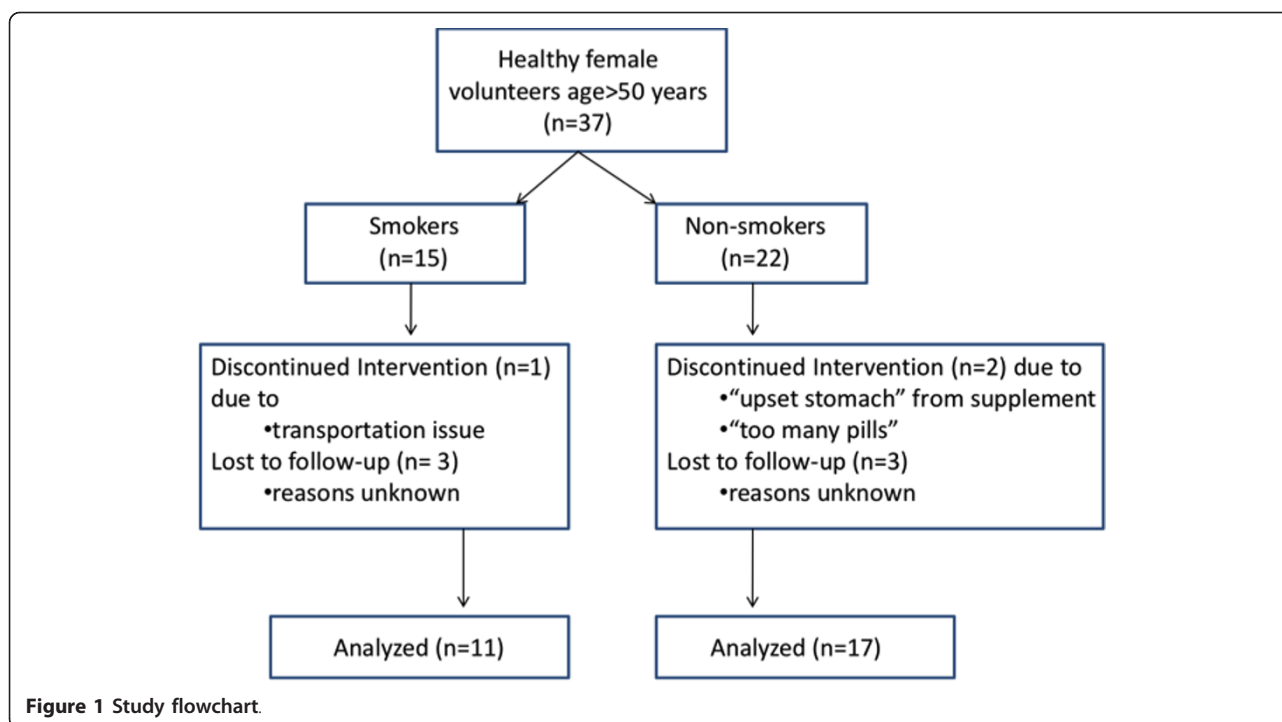 Healthy female
volunteers age>50 years
(n=37)
Smokers
(n=15)
Non-smokers
(n=22)
Discontinued Intervention (n=1)
due to
•transportation issue
Lost to follow-up (n= 3)
•reasons unknown
Discontinued Intervention (n=2) due to
•“upset stomach” from supplement
•“too many pills”
Lost to follow-up (n=3)
•reasons unknown
Analyzed (n=11)
Analyzed (n=17)
Figure 1 Study flowchart.